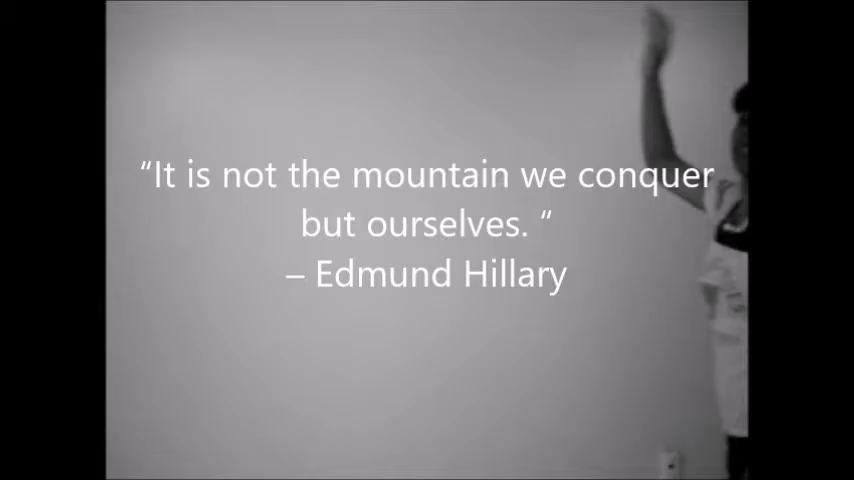 “It is not the mountain we conquer
but ourselves. “
– Edmund Hillary